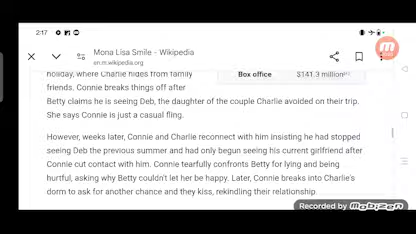 2:17
Mona Lisa Smile - Wikipedia
en.m.wikipedia.org
holiday, where Charlie hides from family
friends. Connie breaks things off after
Box office $141.3 million
Betty claims he is seeing Deb, the daughter of the couple Charlie avoided on their trip.
She says Connie is just a casual fling.
However, weeks later, Connie and Charlie reconnect with him insisting he had stopped
seeing Deb the previous summer and had only begun seeing his current girlfriend after
Connie cut contact with him. Connie tearfully confronts Betty for lying and being
hurtful, asking why Betty couldn't let her be happy. Later, Connie breaks into Charlie's
dorm to ask for another chance and they kiss, rekindling their relationship.
Recorded by Mobizen